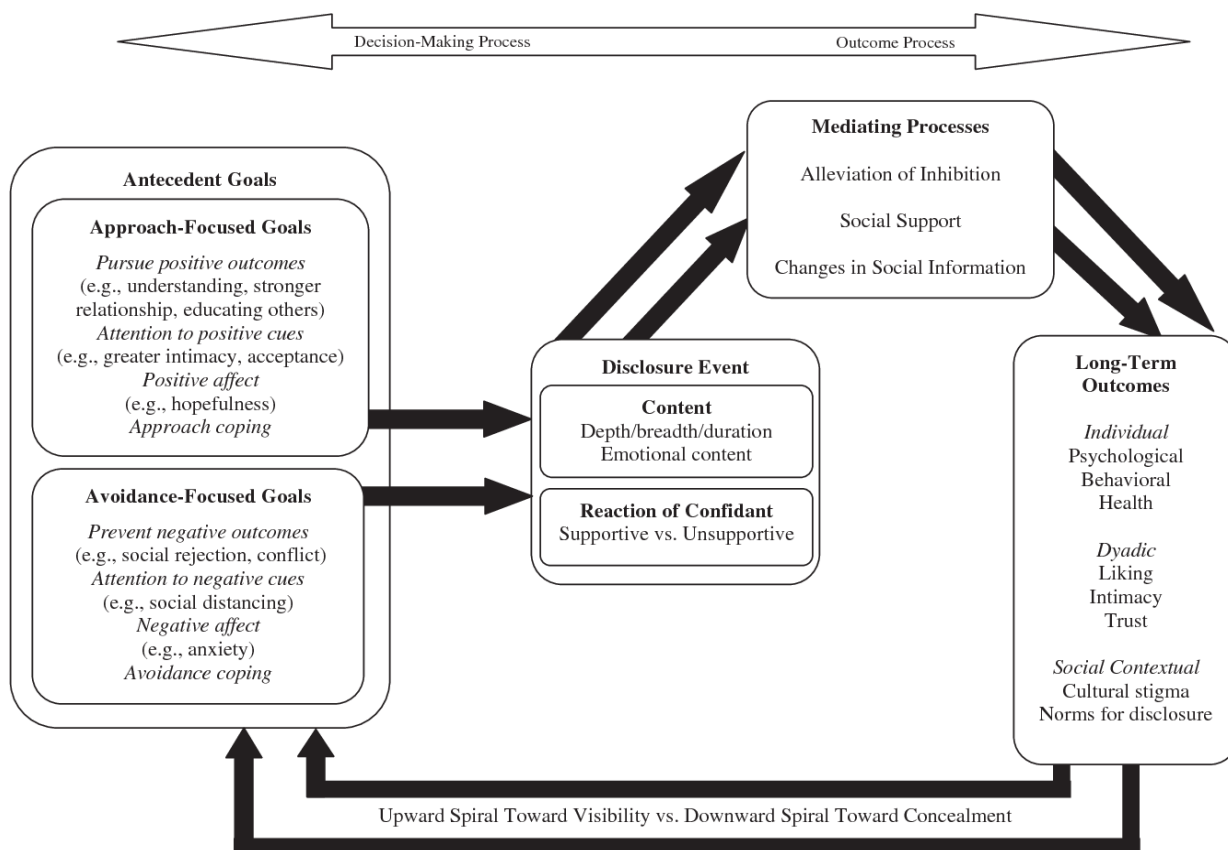 Decision-Making Process
Outcome Process
Antecedent Goals
Approach-Focused Goals
Pursue positive outcomes
(e.g., understanding, stronger
relationship, educating others)
Attention to positive cues
(e.g., greater intimacy, acceptance)
Positive affect
(e.g., hopefulness)
Approach coping
Avoidance-Focused Goals
Prevent negative outcomes
(e.g., social rejection, conflict)
Attention to negative cues
(e.g., social distancing)
Negative affect
(e.g., anxiety)
Avoidance coping
Disclosure Event
Content
Depth/breadth/duration
Emotional content
Reaction of Confidant
Supportive vs. Unsupportive
Mediating Processes
Alleviation of Inhibition
Social Support
Changes in Social Information
Long-Term
Outcomes
Individual
Psychological
Behavioral
Health
Dyadic
Liking
Intimacy
Trust
Social Contextual
Cultural stigma
Norms for disclosure
Upward Spiral Toward Visibility vs. Downward Spiral Toward Concealment